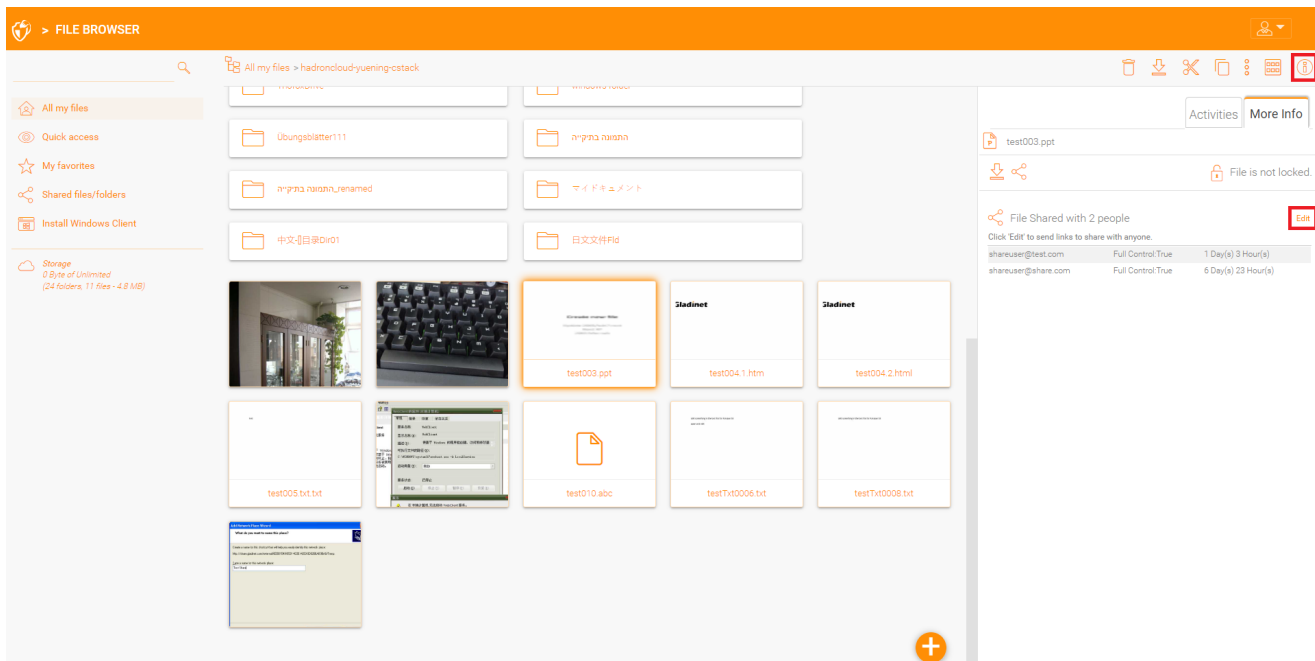 > FILE BROWSER
All my files > hadroncloud-yuening-cstack
All my files
Quick access
My favorites
Shared files/folders
Install Windows Client
Storage
0 Byte of Unlimited
(24 folders, 11 files - 4.8 MB)
Übungsblätter111
התמונה בתיקייה
התמונה בתיקייה_renamed
マイドキュメント
中文-[]目录Dir01
日文文件Fld
Gladinet
test003.ppt
test004.1.htm
test004.2.html
test005.txt.txt
test010.abc
testTxt0006.txt
testTxt0008.txt
Activities
More Info
test003.ppt
File is not locked.
File Shared with 2 people
Edit
Click 'Edit' to send links to share with anyone.
shareuser@test.com Full Control:True 1 Day(s) 3 Hour(s)
shareuser@share.com Full Control:True 6 Day(s) 23 Hour(s)